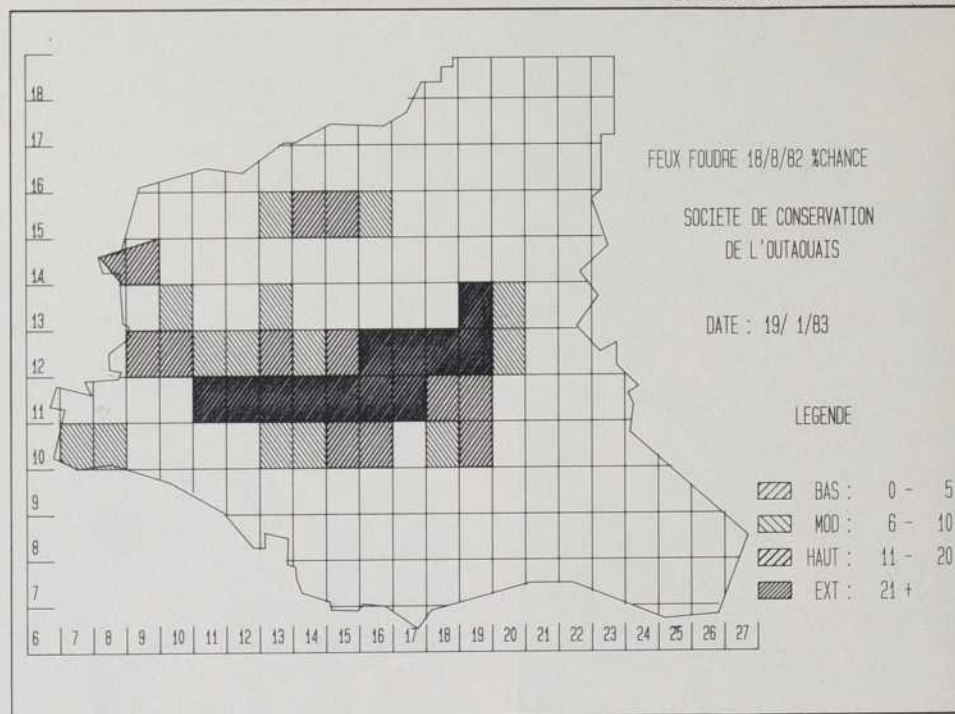 18
17
16
15
14
13
12
11
10
9
8
7
6 7 8 9 10 11 12 13 14 15 16 17 18 19 20 21 22 23 24 25 26 27
FEUX FOUDRE 18/8/82 %CHANCE
SOCIETE DE CONSERVATION
DE L'OUTAOUAIS
DATE : 19/ 1/83
LEGENDE
BAS : 0 - 5
MOD : 6 - 10
HAUT : 11 - 20
EXT : 21 +